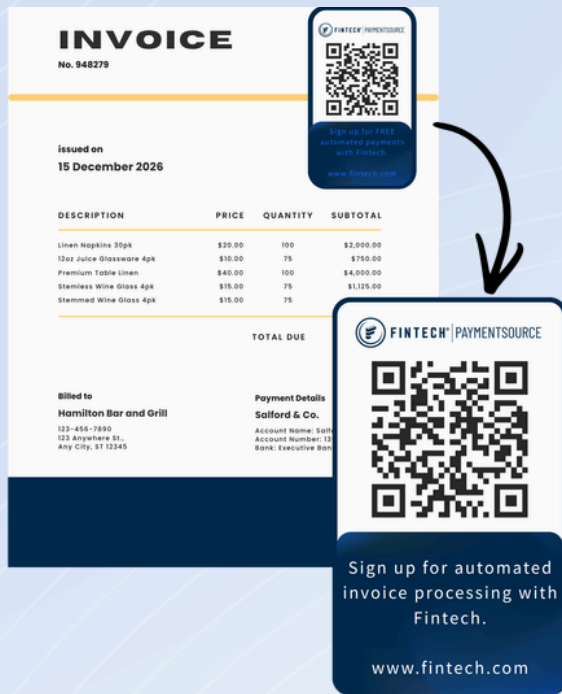 INVOICE
No. 948279
FINTECH | PAYMENTSOURCE
Sign up for FREE
automated payments
with Fintech.
www.fintech.com
issued on
15 December 2026
DESCRIPTION PRICE QUANTITY SUBTOTAL
Linen Napkins 30pk $20.00 100 $2,000.00
12oz Juice Glassware 4pk $10.00 75 $750.00
Premium Table Linen $40.00 100 $4,000.00
Stemless Wine Glass 4pk $15.00 75 $1,125.00
Stemmed Wine Glass 4pk $15.00 75
TOTAL DUE
Billed to
Hamilton Bar and Grill
123-456-7890
123 Anywhere St.,
Any City, ST 12345
Payment Details
Salford & Co.
Account Name: Salf
Account Number: 13
Bank: Executive Ban
FINTECH® | PAYMENTSOURCE
Sign up for automated
invoice processing with
Fintech.
www.fintech.com